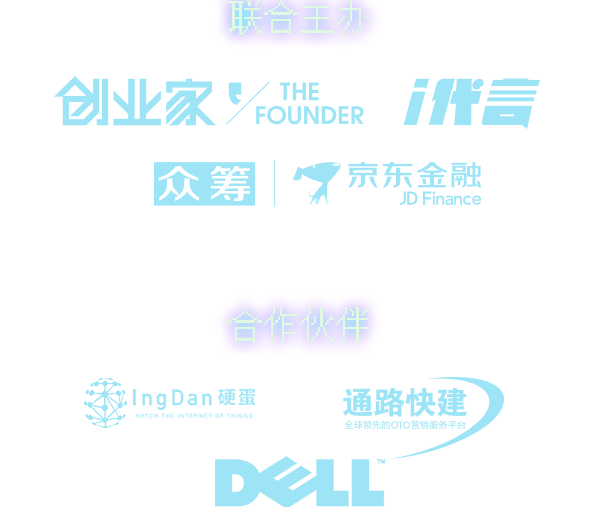 联合主办
创业家 THE FOUNDER i代言
众筹 京东金融 JD Finance
合作伙伴
IngDan 硬蛋 通路快建
HATCH THE INTERNET OF THINGS 全球领先的OTO营销服务平台
DELL™